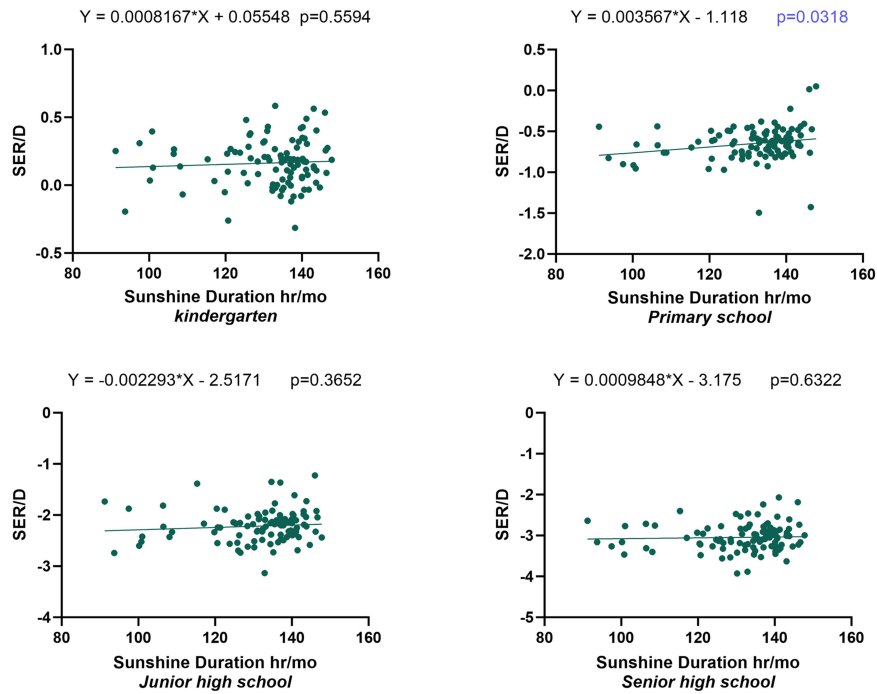 Y = 0.0008167*X + 0.05548 p=0.5594
1.0
0.5
0.0
-0.5
SER/D
80 100 120 140 160
Sunshine Duration hr/mo
kindergarten
Y = 0.003567*X - 1.118 p=0.0318
0.5
0.0
-0.5
-1.0
-1.5
-2.0
SER/D
80 100 120 140 160
Sunshine Duration hr/mo
Primary school
Y = -0.002293*X - 2.5171 p=0.3652
0
-1
-2
-3
-4
SER/D
80 100 120 140 160
Sunshine Duration hr/mo
Junior high school
Y = 0.0009848*X - 3.175 p=0.6322
0
-1
-2
-3
-4
-5
SER/D
80 100 120 140 160
Sunshine Duration hr/mo
Senior high school